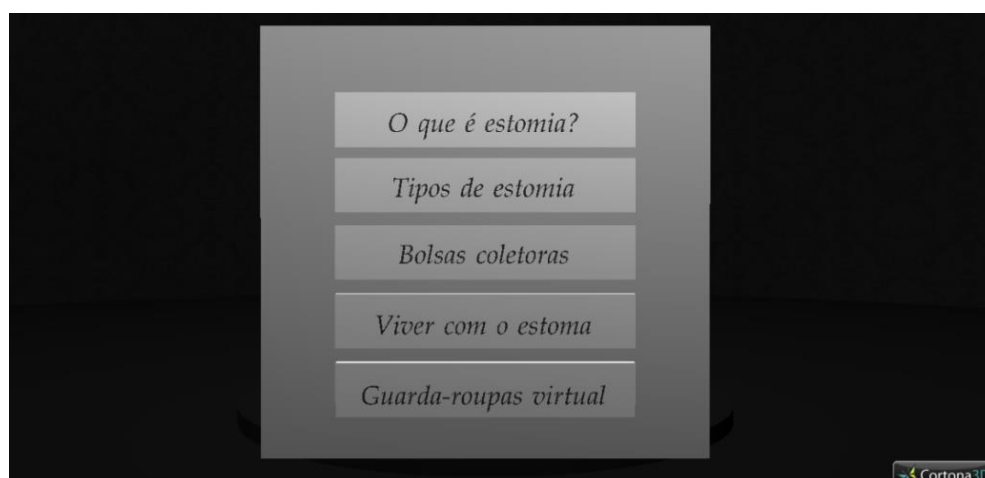 O que é estomia?
Tipos de estomia
Bolsas coletoras
Viver com o estoma
Guarda-roupas virtual
Cortona3D